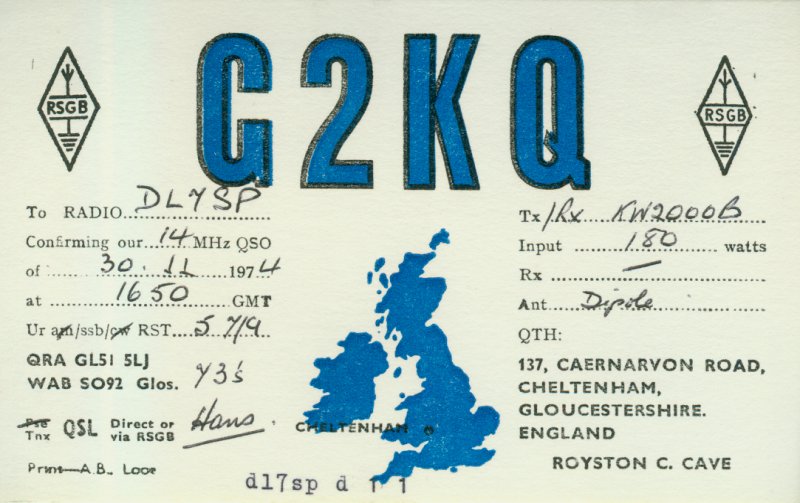 G2KQ
RSGB
RSGB
To RADIO DL7SP
Confirming our 14 MHz QSO
of 30.11 1974
at 1650 GMT
Ur am/ssb/cw RST 5 7/9
QRA GL51 5LJ
WAB SO92 Glos. 73's
Pse
Tnx QSL Direct or
via RSGB Hans.
Print—A.B., Looe
Tx/Rx KW2000B
Input 180 watts
Rx —
Ant Dipole
QTH:
137, CAERNARVON ROAD,
CHELTENHAM,
GLOUCESTERSHIRE.
ENGLAND
ROYSTON C. CAVE
CHELTENHAM
dl7sp d 1 1